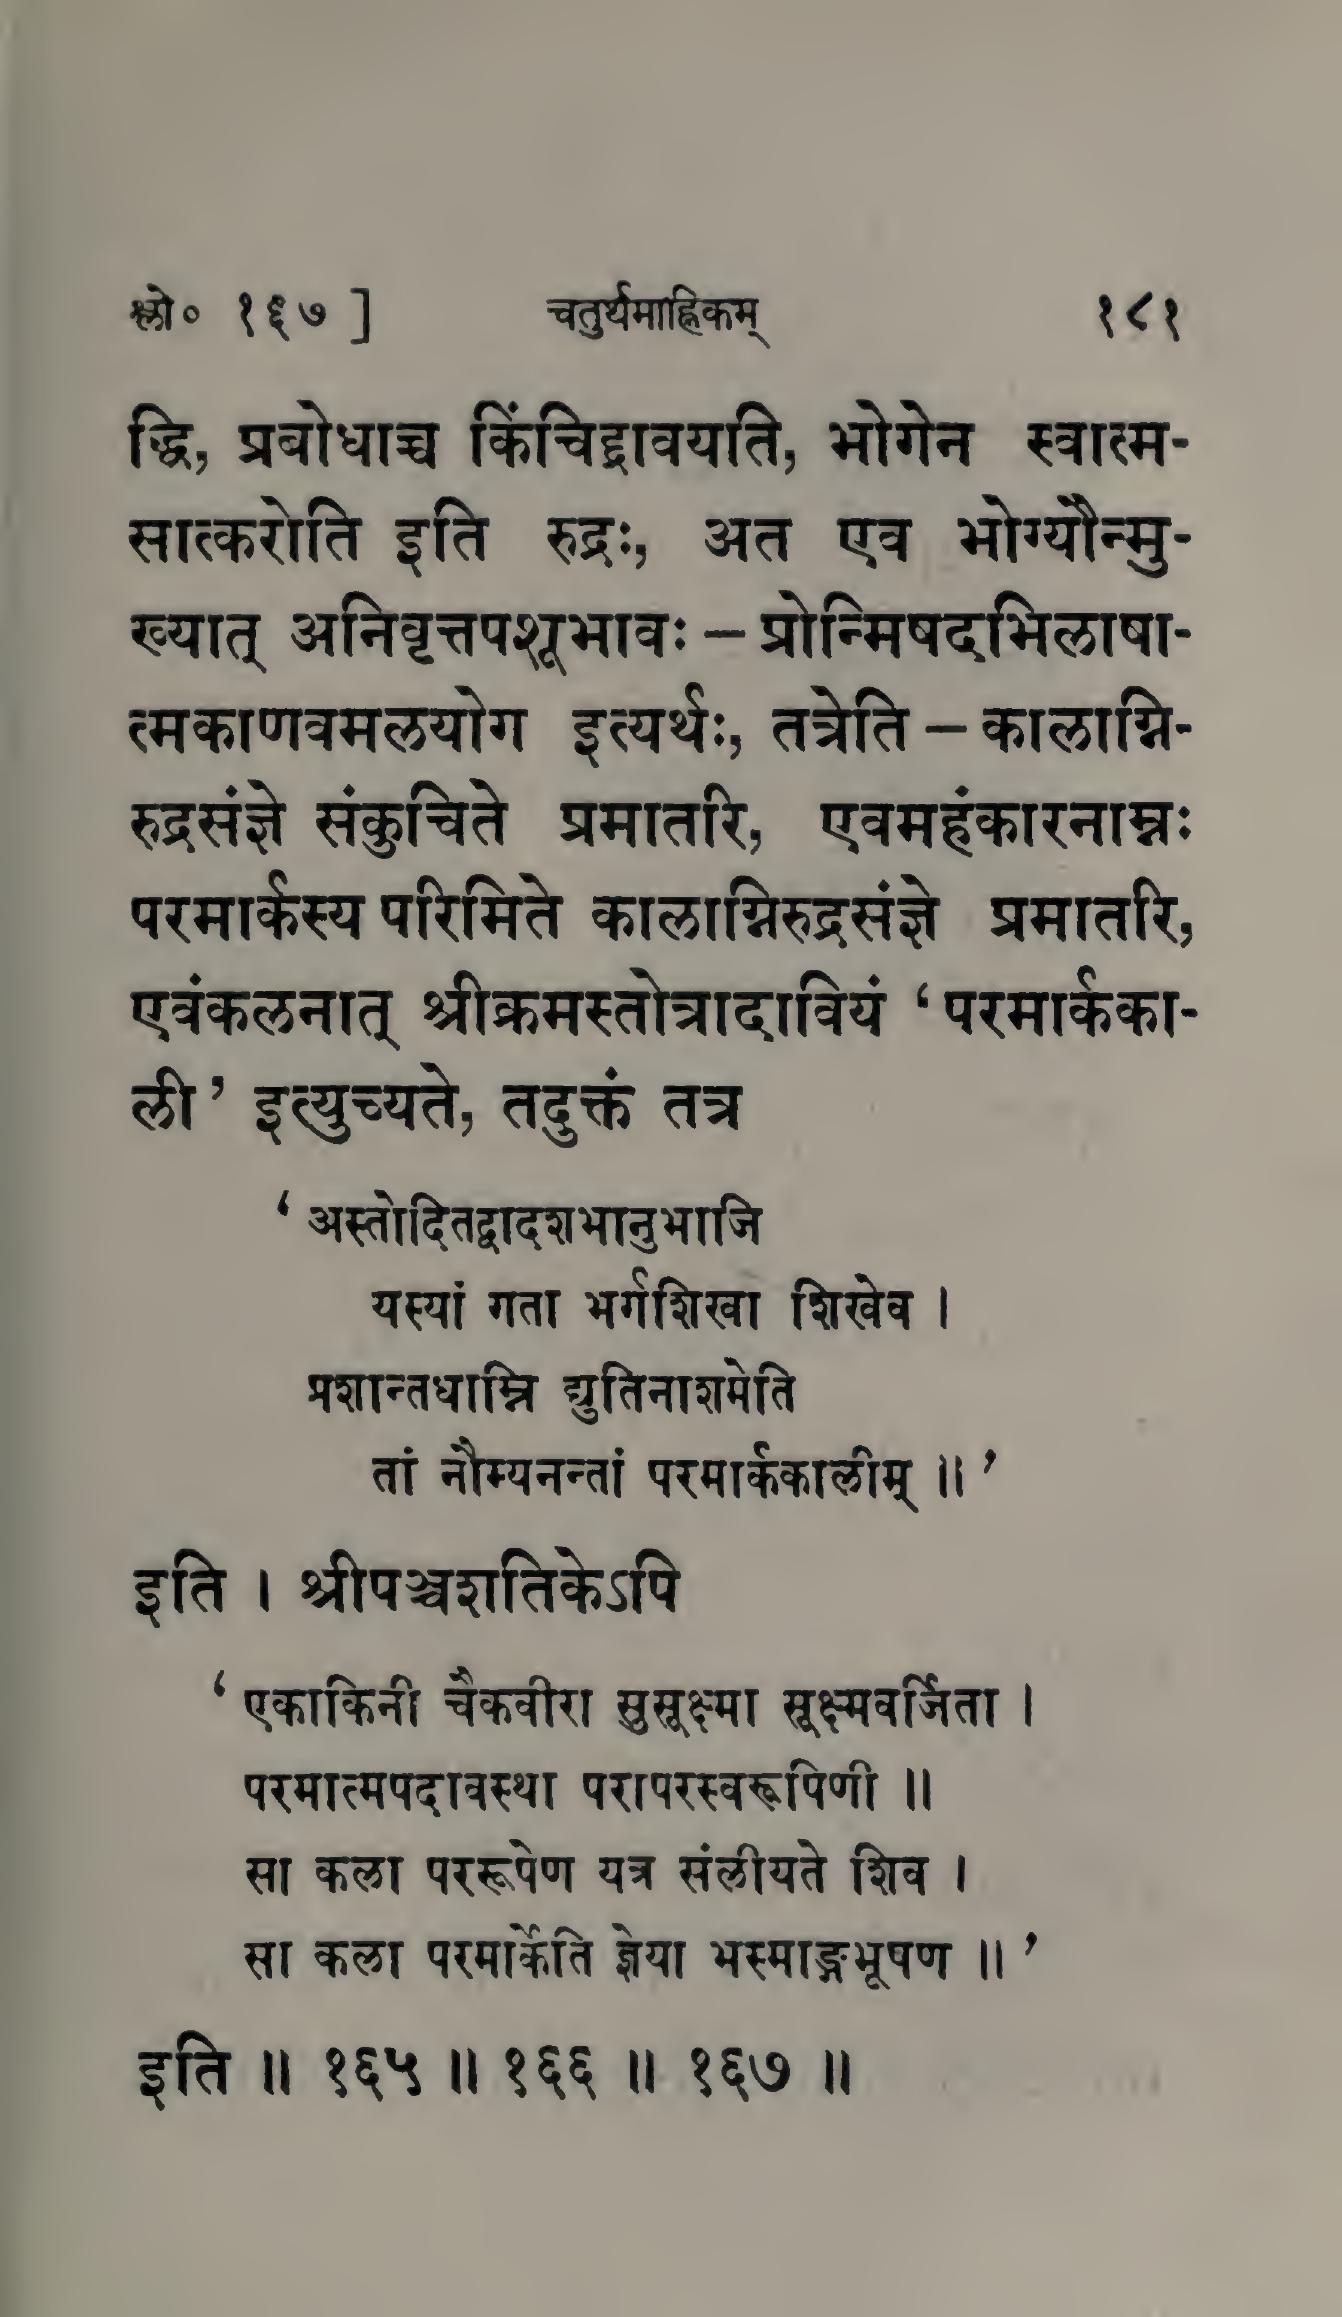 श्लो० १६७ ] चतुर्थमाह्निकम् १८१
द्धि, प्रबोधाच्च किंचिद्द्रावयति, भोगेन स्वात्म-
सात्करोति इति रुद्रः, अत एव भोग्यौन्मु-
ख्यात् अनिवृत्तपशूभावः – प्रोन्मिषदभिलाषा-
त्मकाणवमलयोग इत्यर्थः, तत्रेति – कालाग्नि-
रुद्रसंज्ञे संकुचिते प्रमातरि, एवमहंकारनाम्नः
परमार्कस्य परिमिते कालाग्निरुद्रसंज्ञे प्रमातरि,
एवंकलनात् श्रीक्रमस्तोत्रादावियं ‘ परमार्कका-
ली ’ इत्युच्यते, तदुक्तं तत्र
‘ अस्तोदितद्वादशभानुभाजि
यस्यां गता भर्गशिखा शिखेव ।
प्रशान्तधाम्नि द्युतिनाशमेति
तां नौम्यनन्तां परमार्ककालीम् ॥ ’
इति । श्रीपञ्चशतिकेऽपि
‘ एकाकिनी चैकवीरा सुसूक्ष्मा सूक्ष्मवर्जिता ।
परमात्मपदावस्था परापरस्वरूपिणी ॥
सा कला पररूपेण यत्र संलीयते शिव ।
सा कला परमार्केति ज्ञेया भस्माङ्गभूषण ॥ ’
इति ॥ १६५ ॥ १६६ ॥ १६७ ॥